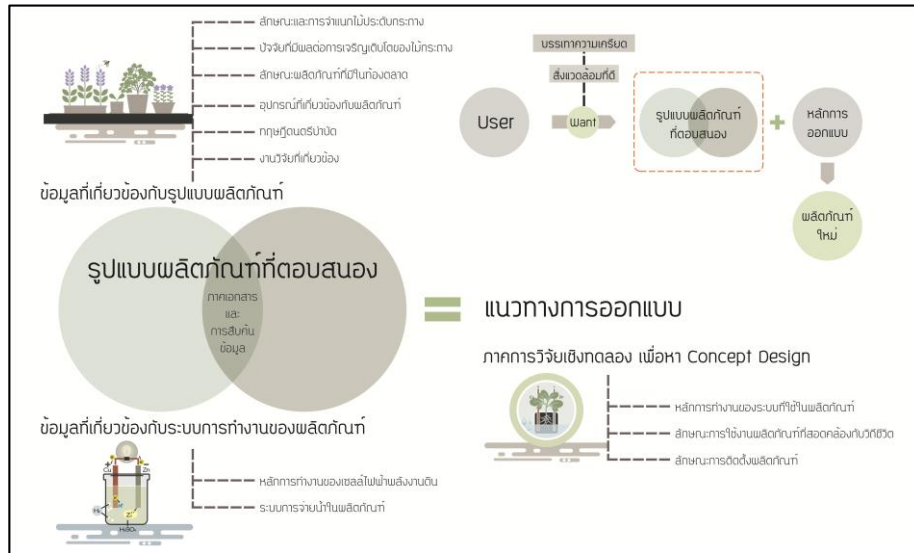 ลักษณะและการจำแนกไม้ประดับกระถาง
ปัจจัยที่มีผลต่อการเจริญเติบโตของไม้กระถาง
ลักษณะผลิตภัณฑ์ที่มีในท้องตลาด
อุปกรณ์ที่เกี่ยวข้องกับผลิตภัณฑ์
ทฤษฎีดนตรีบำบัด
งานวิจัยที่เกี่ยวข้อง
ข้อมูลที่เกี่ยวข้องกับรูปแบบผลิตภัณฑ์
บรรเทาความเครียด
สิ่งแวดล้อมที่ดี
User
Want
รูปแบบผลิตภัณฑ์
ที่ตอบสนอง
+
หลักการ
ออกแบบ
ผลิตภัณฑ์
ใหม่
รูปแบบผลิตภัณฑ์ที่ตอบสนอง
ภาคเอกสาร
และ
การสืบค้น
ข้อมูล
=
แนวทางการออกแบบ
ภาคการวิจัยเชิงทดลอง เพื่อหา Concept Design
หลักการทำงานของระบบที่ใช้ในผลิตภัณฑ์
ลักษณะการใช้งานผลิตภัณฑ์ที่สอดคล้องกับวิถีชีวิต
ลักษณะการติดตั้งผลิตภัณฑ์
ข้อมูลที่เกี่ยวข้องกับระบบการทำงานของผลิตภัณฑ์
+ −
Cu Zn
หลักการทำงานของเซลล์ไฟฟ้าพลังงานดิน
ระบบการจ่ายน้ำในผลิตภัณฑ์